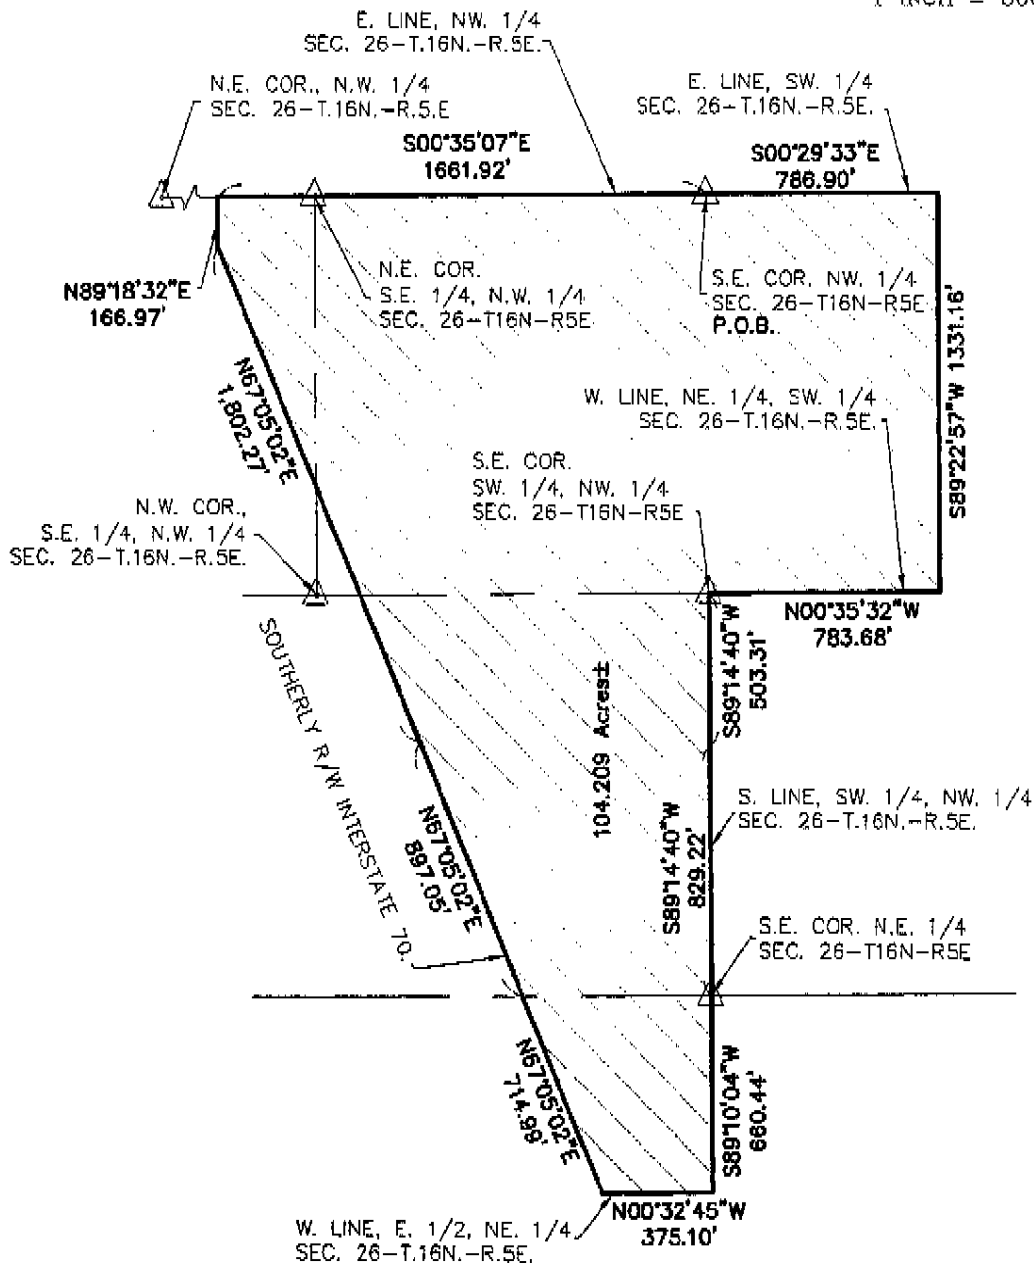 E. LINE, NW. 1/4
SEC. 26-T.16N.-R.5E.
N.E. COR., N.W. 1/4
SEC. 26-T.16N.-R.5.E
E. LINE, SW. 1/4
SEC. 26-T.16N.-R.5E.
S00°35'07"E
1661.92'
S00°29'33"E
786.90'
N89°18'32"E
166.97'
N.E. COR.
S.E. 1/4, N.W. 1/4
SEC. 26-T16N-R5E
S.E. COR, NW. 1/4
SEC. 26-T16N-R5E
P.O.B.
S89°22'57"W 1331.16'
N67°05'02"E
1,802.27'
W. LINE, NE. 1/4, SW. 1/4
SEC. 26-T.16N.-R.5E.
S.E. COR.
SW. 1/4, NW. 1/4
SEC. 26-T16N-R5E
N.W. COR.,
S.E. 1/4, N.W. 1/4
SEC. 26-T.16N.-R.5E.
N00°35'32"W
783.68'
S89°14'40"W
503.31'
SOUTHERLY R/W INTERSTATE 70.
104.209 Acres±
S. LINE, SW. 1/4, NW. 1/4
SEC. 26-T.16N.-R.5E.
S89°14'40"W
829.22'
N67°05'02"E
897.05'
S.E. COR. N.E. 1/4
SEC. 26-T16N-R5E
N67°05'02"E
S89°10'04"W
660.44'
N00°32'45"W
375.10'
W. LINE, E. 1/2, NE. 1/4
SEC. 26-T.16N.-R.5E.